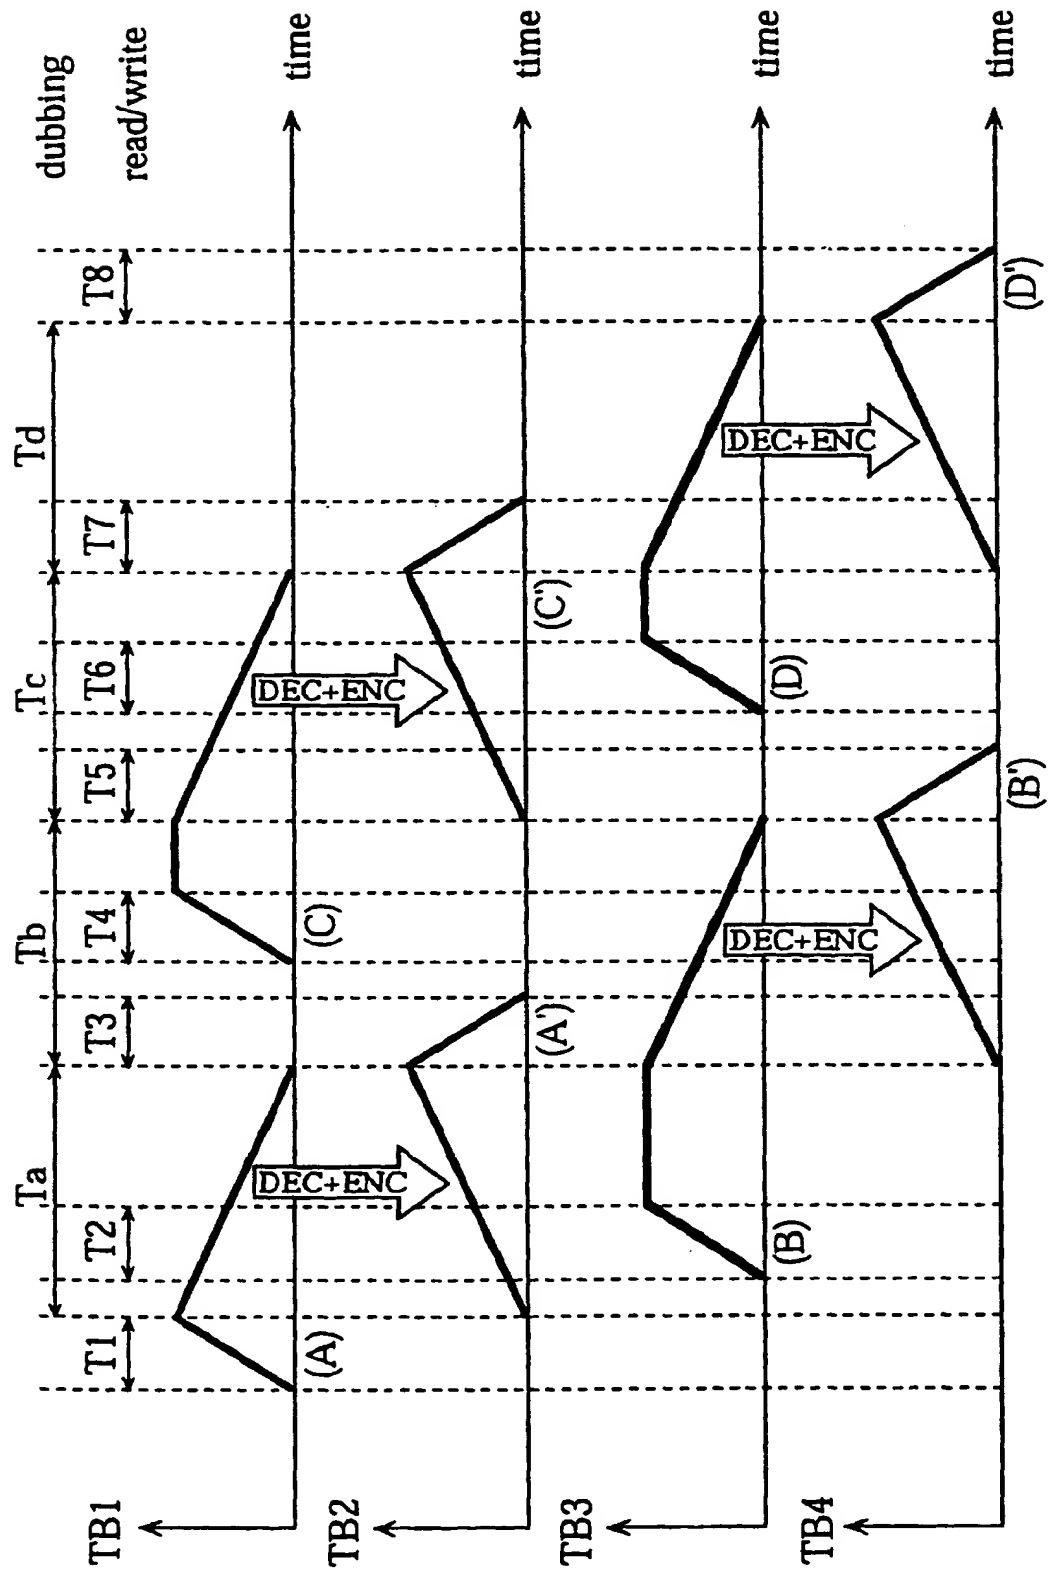 dubbing
Ta
Tb
Tc
Td
read/write
T1
T2
T3
T4
T5
T6
T7
T8
TB1
time
(A)
(C)
DEC+ENC
DEC+ENC
TB2
time
(A')
(C')
TB3
time
(B)
(D)
DEC+ENC
DEC+ENC
TB4
time
(B')
(D')